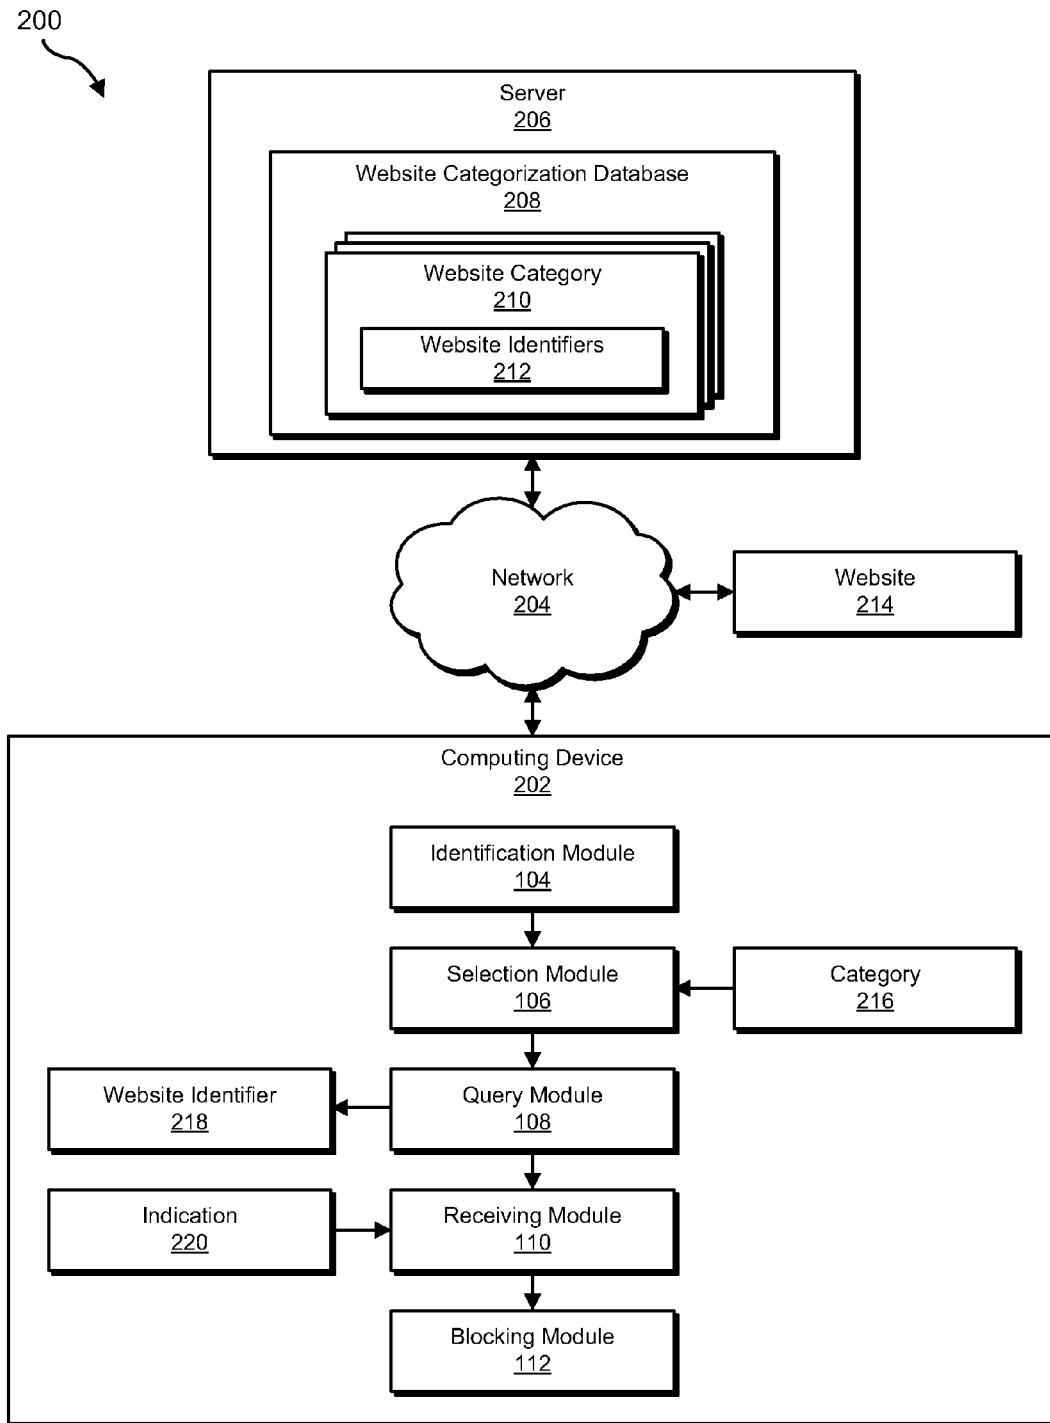 200
Server
206
Website Categorization Database
208
Website Category
210
Website Identifiers
212
Network
204
Website
214
Computing Device
202
Identification Module
104
Selection Module
106
Category
216
Website Identifier
218
Query Module
108
Indication
220
Receiving Module
110
Blocking Module
112